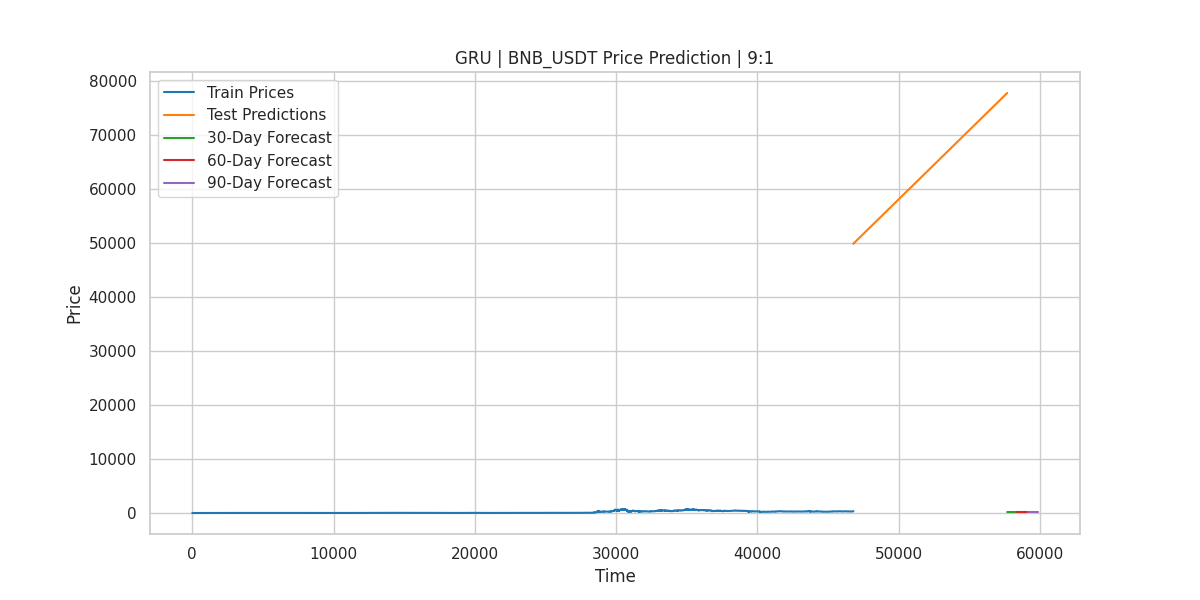 GRU | BNB_USDT Price Prediction | 9:1
Train Prices
Test Predictions
30-Day Forecast
60-Day Forecast
90-Day Forecast
Price
80000
70000
60000
50000
40000
30000
20000
10000
0
0 10000 20000 30000 40000 50000 60000
Time